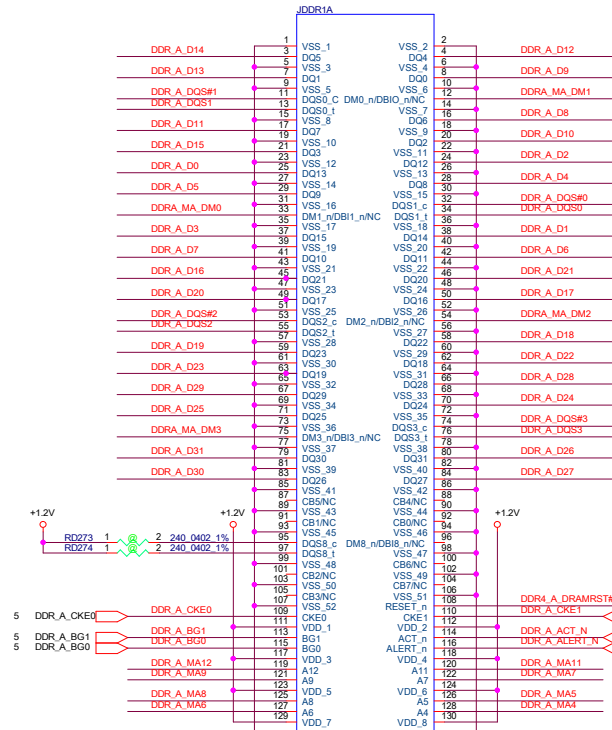 JDDR1A
1 VSS_1 VSS_2 2
DDR_A_D14 3 DQ5 DQ4 4 DDR_A_D12
5 VSS_3 VSS_4 6
DDR_A_D13 7 DQ1 DQ0 8 DDR_A_D9
9 VSS_5 VSS_6 10
DDR_A_DQS#1 11 DQS0_C DM0_n/DBIO_n/NC 12 DDRA_MA_DM1
DDR_A_DQS1 13 DQS0_t VSS_7 14
15 VSS_8 DQ6 16 DDR_A_D8
DDR_A_D11 17 DQ7 VSS_9 18
19 VSS_10 DQ2 20 DDR_A_D10
DDR_A_D15 21 DQ3 VSS_11 22
23 VSS_12 DQ12 24 DDR_A_D2
DDR_A_D0 25 DQ13 VSS_13 26
27 VSS_14 DQ8 28 DDR_A_D4
DDR_A_D5 29 DQ9 VSS_15 30
31 VSS_16 DQS1_c 32 DDR_A_DQS#0
DDRA_MA_DM0 33 DM1_n/DBI1_n/NC DQS1_t 34 DDR_A_DQS0
35 VSS_17 VSS_18 36
DDR_A_D3 37 DQ15 DQ14 38 DDR_A_D1
39 VSS_19 VSS_20 40
DDR_A_D7 41 DQ10 DQ11 42 DDR_A_D6
43 VSS_21 VSS_22 44
DDR_A_D16 45 DQ21 DQ20 46 DDR_A_D21
47 VSS_23 VSS_24 48
DDR_A_D20 49 DQ17 DQ16 50 DDR_A_D17
51 VSS_25 VSS_26 52
DDR_A_DQS#2 53 DQS2_c DM2_n/DBI2_n/NC 54 DDRA_MA_DM2
DDR_A_DQS2 55 DQS2_t VSS_27 56
57 VSS_28 DQ22 58 DDR_A_D18
DDR_A_D19 59 DQ23 VSS_29 60
61 VSS_30 DQ18 62 DDR_A_D22
DDR_A_D23 63 DQ19 VSS_31 64
65 VSS_32 DQ28 66 DDR_A_D28
DDR_A_D29 67 DQ29 VSS_33 68
69 VSS_34 DQ24 70 DDR_A_D24
DDR_A_D25 71 DQ25 VSS_35 72
73 VSS_36 DQS3_c 74 DDR_A_DQS#3
DDRA_MA_DM3 75 DM3_n/DBI3_n/NC DQS3_t 76 DDR_A_DQS3
77 VSS_37 VSS_38 78
DDR_A_D31 79 DQ30 DQ31 80 DDR_A_D26
81 VSS_39 VSS_40 82
DDR_A_D30 83 DQ26 DQ27 84 DDR_A_D27
85 VSS_41 VSS_42 86
87 CB5/NC CB4/NC 88
89 VSS_43 VSS_44 90
91 CB1/NC CB0/NC 92
+1.2V +1.2V 93 VSS_45 VSS_46 94 +1.2V
RD273 1 @ 2 240_0402_1% 95 DQS8_c DM8_n/DBI8_n/NC 96
RD274 1 @ 2 240_0402_1% 97 DQS8_t VSS_47 98
99 VSS_48 CB6/NC 100
101 CB2/NC VSS_49 102
103 VSS_50 CB7/NC 104
105 CB3/NC VSS_51 106
107 VSS_52 RESET_n 108 DDR4_A_DRAMRST#
5 DDR_A_CKE0 DDR_A_CKE0 109 CKE0 CKE1 110 DDR_A_CKE1
111 VDD_1 VDD_2 112
5 DDR_A_BG1 DDR_A_BG1 113 BG1 ACT_n 114 DDR_A_ACT_N
5 DDR_A_BG0 DDR_A_BG0 115 BG0 ALERT_n 116 DDR_A_ALERT_N
117 VDD_3 VDD_4 118
DDR_A_MA12 119 A12 A11 120 DDR_A_MA11
DDR_A_MA9 121 A9 A7 122 DDR_A_MA7
123 VDD_5 VDD_6 124
DDR_A_MA8 125 A8 A5 126 DDR_A_MA5
DDR_A_MA6 127 A6 A4 128 DDR_A_MA4
129 VDD_7 VDD_8 130